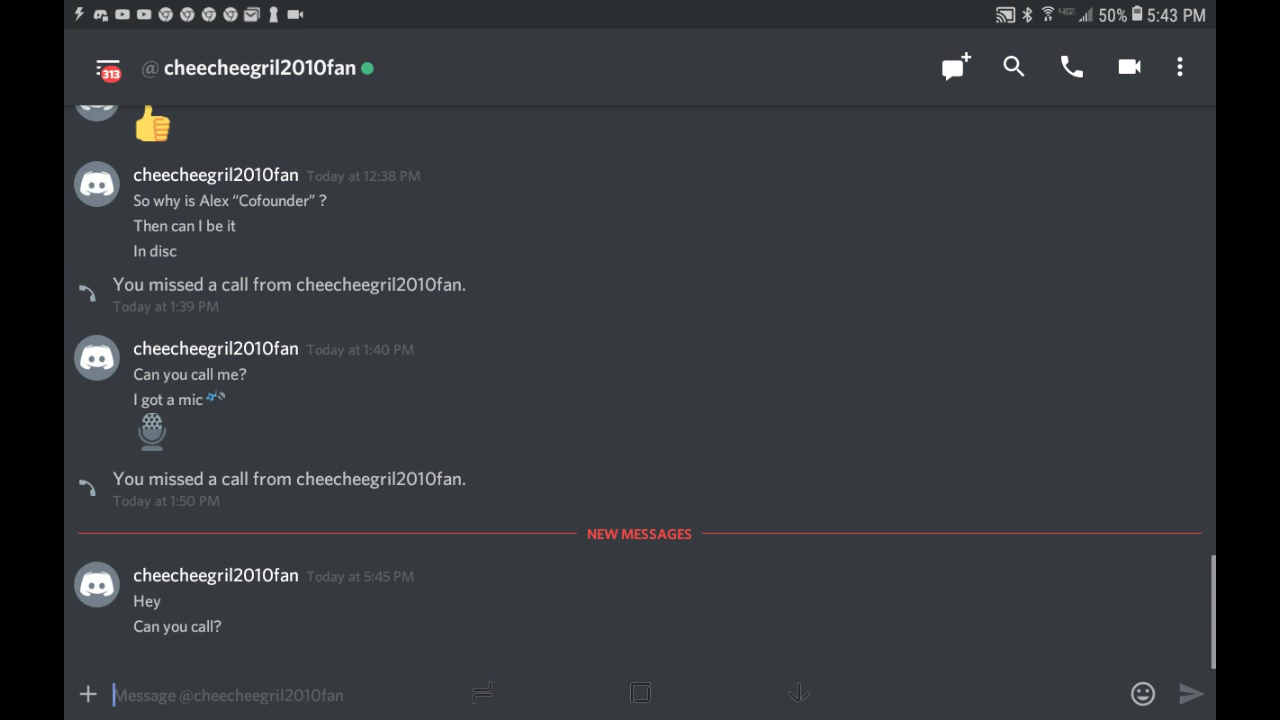 50% 5:43 PM
313
@ cheecheegril2010fan
cheecheegril2010fan Today at 12:38 PM
So why is Alex “Cofounder” ?
Then can I be it
In disc
You missed a call from cheecheegril2010fan.
Today at 1:39 PM
cheecheegril2010fan Today at 1:40 PM
Can you call me?
I got a mic
You missed a call from cheecheegril2010fan.
Today at 1:50 PM
NEW MESSAGES
cheecheegril2010fan Today at 5:45 PM
Hey
Can you call?
Message @cheecheegril2010fan